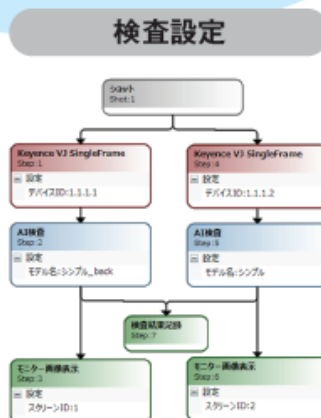 検査設定
ショット
Shot:1
Keyence VJ SingleFrame
Step:1
設定
デバイスID:1.1.1.1
Keyence VJ SingleFrame
Step:4
設定
デバイスID:1.1.1.2
AI検査
Step:2
設定
モデル名:シンプル_back
AI検査
Step:5
設定
モデル名:シンプル
検査結果記録
Step:7
モニター画像表示
Step:3
設定
スクリーンID:1
モニター画像表示
Step:6
設定
スクリーンID:2